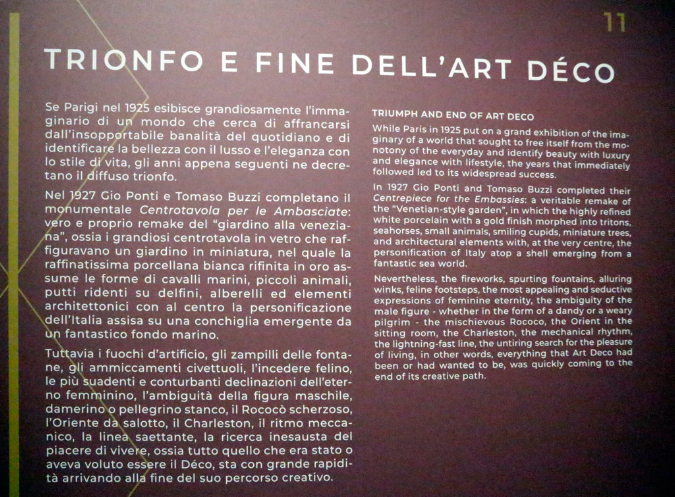 11
TRIONFO E FINE DELL'ART DÉCO
Se Parigi nel 1925 esibisce grandiosamente l'imma-
ginario di un mondo che cerca di affrancarsi
dall'insopportabile banalità del quotidiano e di
identificare la bellezza con il lusso e l'eleganza con
lo stile di vita, gli anni appena seguenti ne decre-
tano il diffuso trionfo.
Nel 1927 Gio Ponti e Tomaso Buzzi completano il
monumentale Centrotavola per le Ambasciate:
vero e proprio remake del "giardino alla venezia-
na", ossia i grandiosi centrotavola in vetro che raf-
figuravano un giardino in miniatura, nel quale la
raffinatissima porcellana bianca rifinita in oro as-
sume le forme di cavalli marini, piccoli animali,
putti ridenti su delfini, alberelli ed elementi
architettonici con al centro la personificazione
dell'Italia assisa su una conchiglia emergente da
un fantastico fondo marino.
Tuttavia i fuochi d'artificio, gli zampilli delle fonta-
ne, gli ammiccamenti civettuoli, l'incedere felino,
le più suadenti e conturbanti declinazioni dell'eter-
no femminino, l'ambiguità della figura maschile,
damerino o pellegrino stanco, il Rococò scherzoso,
l'Oriente da salotto, il Charleston, il ritmo mecca-
nico, la linea saettante, la ricerca inesausta del
piacere di vivere, ossia tutto quello che era stato o
aveva voluto essere il Déco, sta con grande rapidi-
tà arrivando alla fine del suo percorso creativo.
TRIUMPH AND END OF ART DECO
While Paris in 1925 put on a grand exhibition of the ima-
ginary of a world that sought to free itself from the mo-
notony of the everyday and identify beauty with luxury
and elegance with lifestyle, the years that immediately
followed led to its widespread success.
In 1927 Gio Ponti and Tomaso Buzzi completed their
Centrepiece for the Embassies: a veritable remake of
the "Venetian-style garden", in which the highly refined
white porcelain with a gold finish morphed into tritons,
seahorses, small animals, smiling cupids, miniature trees,
and architectural elements with, at the very centre, the
personification of Italy atop a shell emerging from a
fantastic sea world.
Nevertheless, the fireworks, spurting fountains, alluring
winks, feline footsteps, the most appealing and seductive
expressions of feminine eternity, the ambiguity of the
male figure - whether in the form of a dandy or a weary
pilgrim - the mischievous Rococo, the Orient in the
sitting room, the Charleston, the mechanical rhythm,
the lightning-fast line, the untiring search for the pleasure
of living, in other words, everything that Art Deco had
been or had wanted to be, was quickly coming to the
end of its creative path.